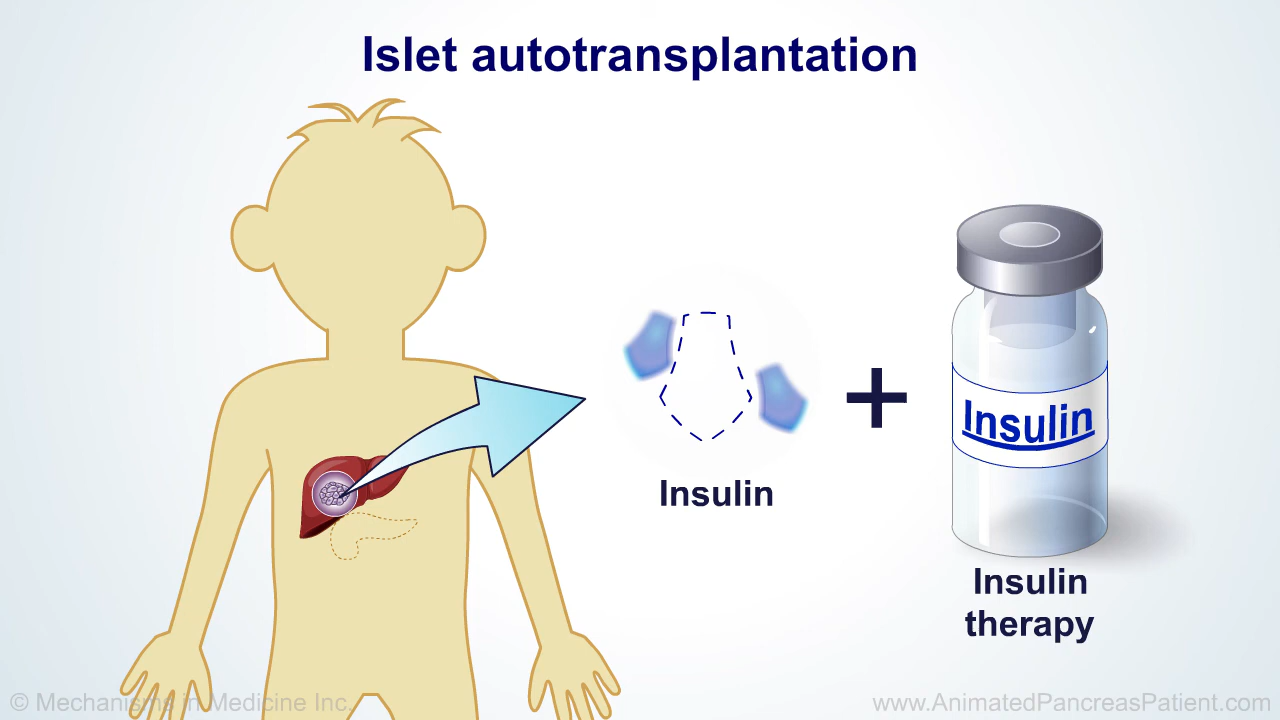 Islet autotransplantation
Insulin
Insulin
Insulin
therapy
© Mechanisms in Medicine Inc.
www.AnimatedPancreasPatient.com